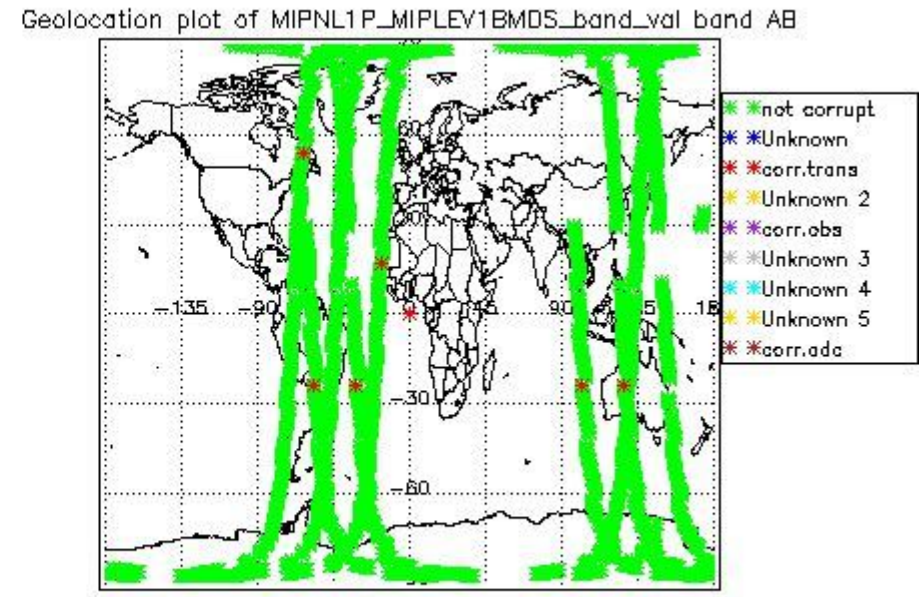 Geolocation plot of MIPNL1P_MIPLEV1BMDS_band_val band AB
not corrupt
Unknown
corr.trans
Unknown 2
corr.obs
Unknown 3
Unknown 4
Unknown 5
corr.adc
60
-135 -90 90
-30
-60